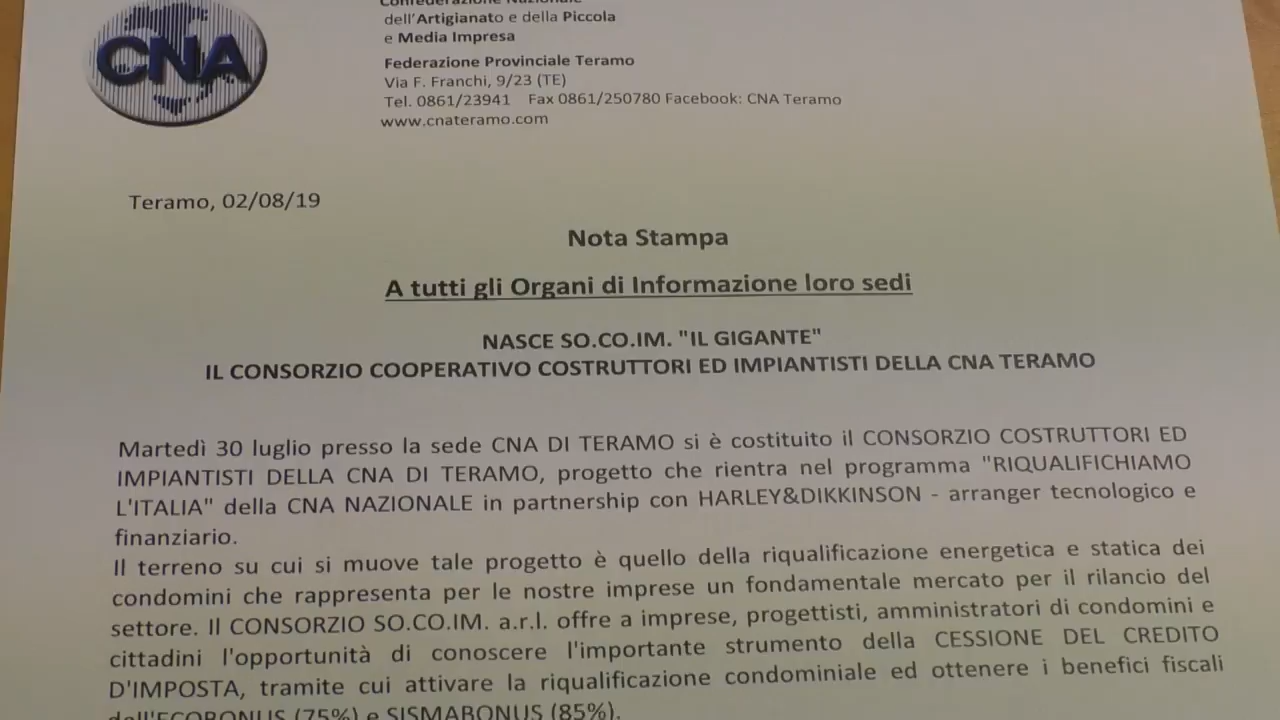 CNA
Confederazione Nazionale
dell'Artigianato e della Piccola
e Media Impresa
Federazione Provinciale Teramo
Via F. Franchi, 9/23 (TE)
Tel. 0861/23941 Fax 0861/250780 Facebook: CNA Teramo
www.cnateramo.com
Teramo, 02/08/19
Nota Stampa
A tutti gli Organi di Informazione loro sedi
NASCE SO.CO.IM. "IL GIGANTE"
IL CONSORZIO COOPERATIVO COSTRUTTORI ED IMPIANTISTI DELLA CNA TERAMO
Martedì 30 luglio presso la sede CNA DI TERAMO si è costituito il CONSORZIO COSTRUTTORI ED
IMPIANTISTI DELLA CNA DI TERAMO, progetto che rientra nel programma "RIQUALIFICHIAMO
L'ITALIA" della CNA NAZIONALE in partnership con HARLEY&DIKKINSON - arranger tecnologico e
finanziario.
Il terreno su cui si muove tale progetto è quello della riqualificazione energetica e statica dei
condomini che rappresenta per le nostre imprese un fondamentale mercato per il rilancio del
settore. Il CONSORZIO SO.CO.IM. a.r.l. offre a imprese, progettisti, amministratori di condomini e
cittadini l'opportunità di conoscere l'importante strumento della CESSIONE DEL CREDITO
D'IMPOSTA, tramite cui attivare la riqualificazione condominiale ed ottenere i benefici fiscali
dell'ECOBONUS (75%) e SISMABONUS (85%).